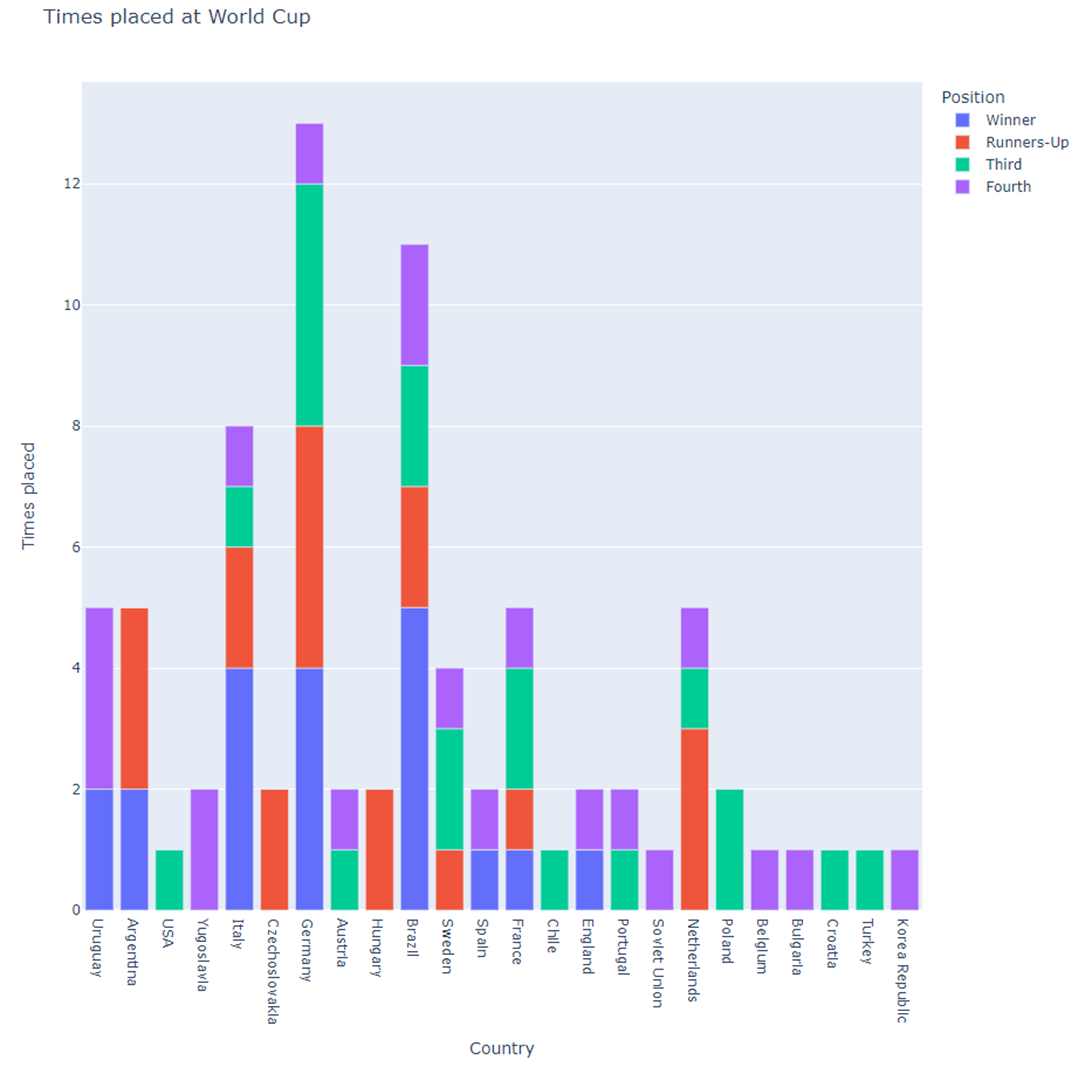 Times placed at World Cup
Position
Winner
Runners-Up
Third
Fourth
12
10
8
6
4
2
0
Times placed
Uruguay
Argentina
USA
Yugoslavia
Italy
Czechoslovakia
Germany
Austria
Hungary
Brazil
Sweden
Spain
France
Chile
England
Portugal
Soviet Union
Netherlands
Poland
Belgium
Bulgaria
Croatia
Turkey
Korea Republic
Country